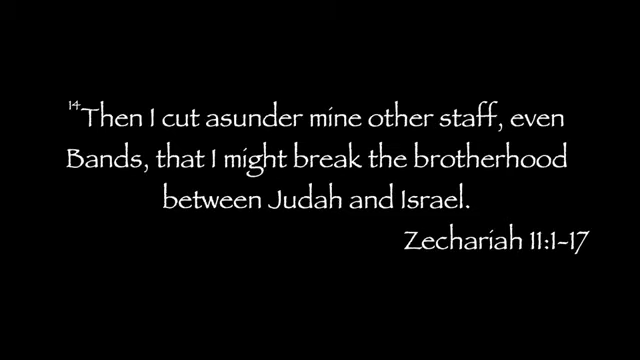 14Then I cut asunder mine other staff, even
Bands, that I might break the brotherhood
between Judah and Israel.
Zechariah 11:1-17